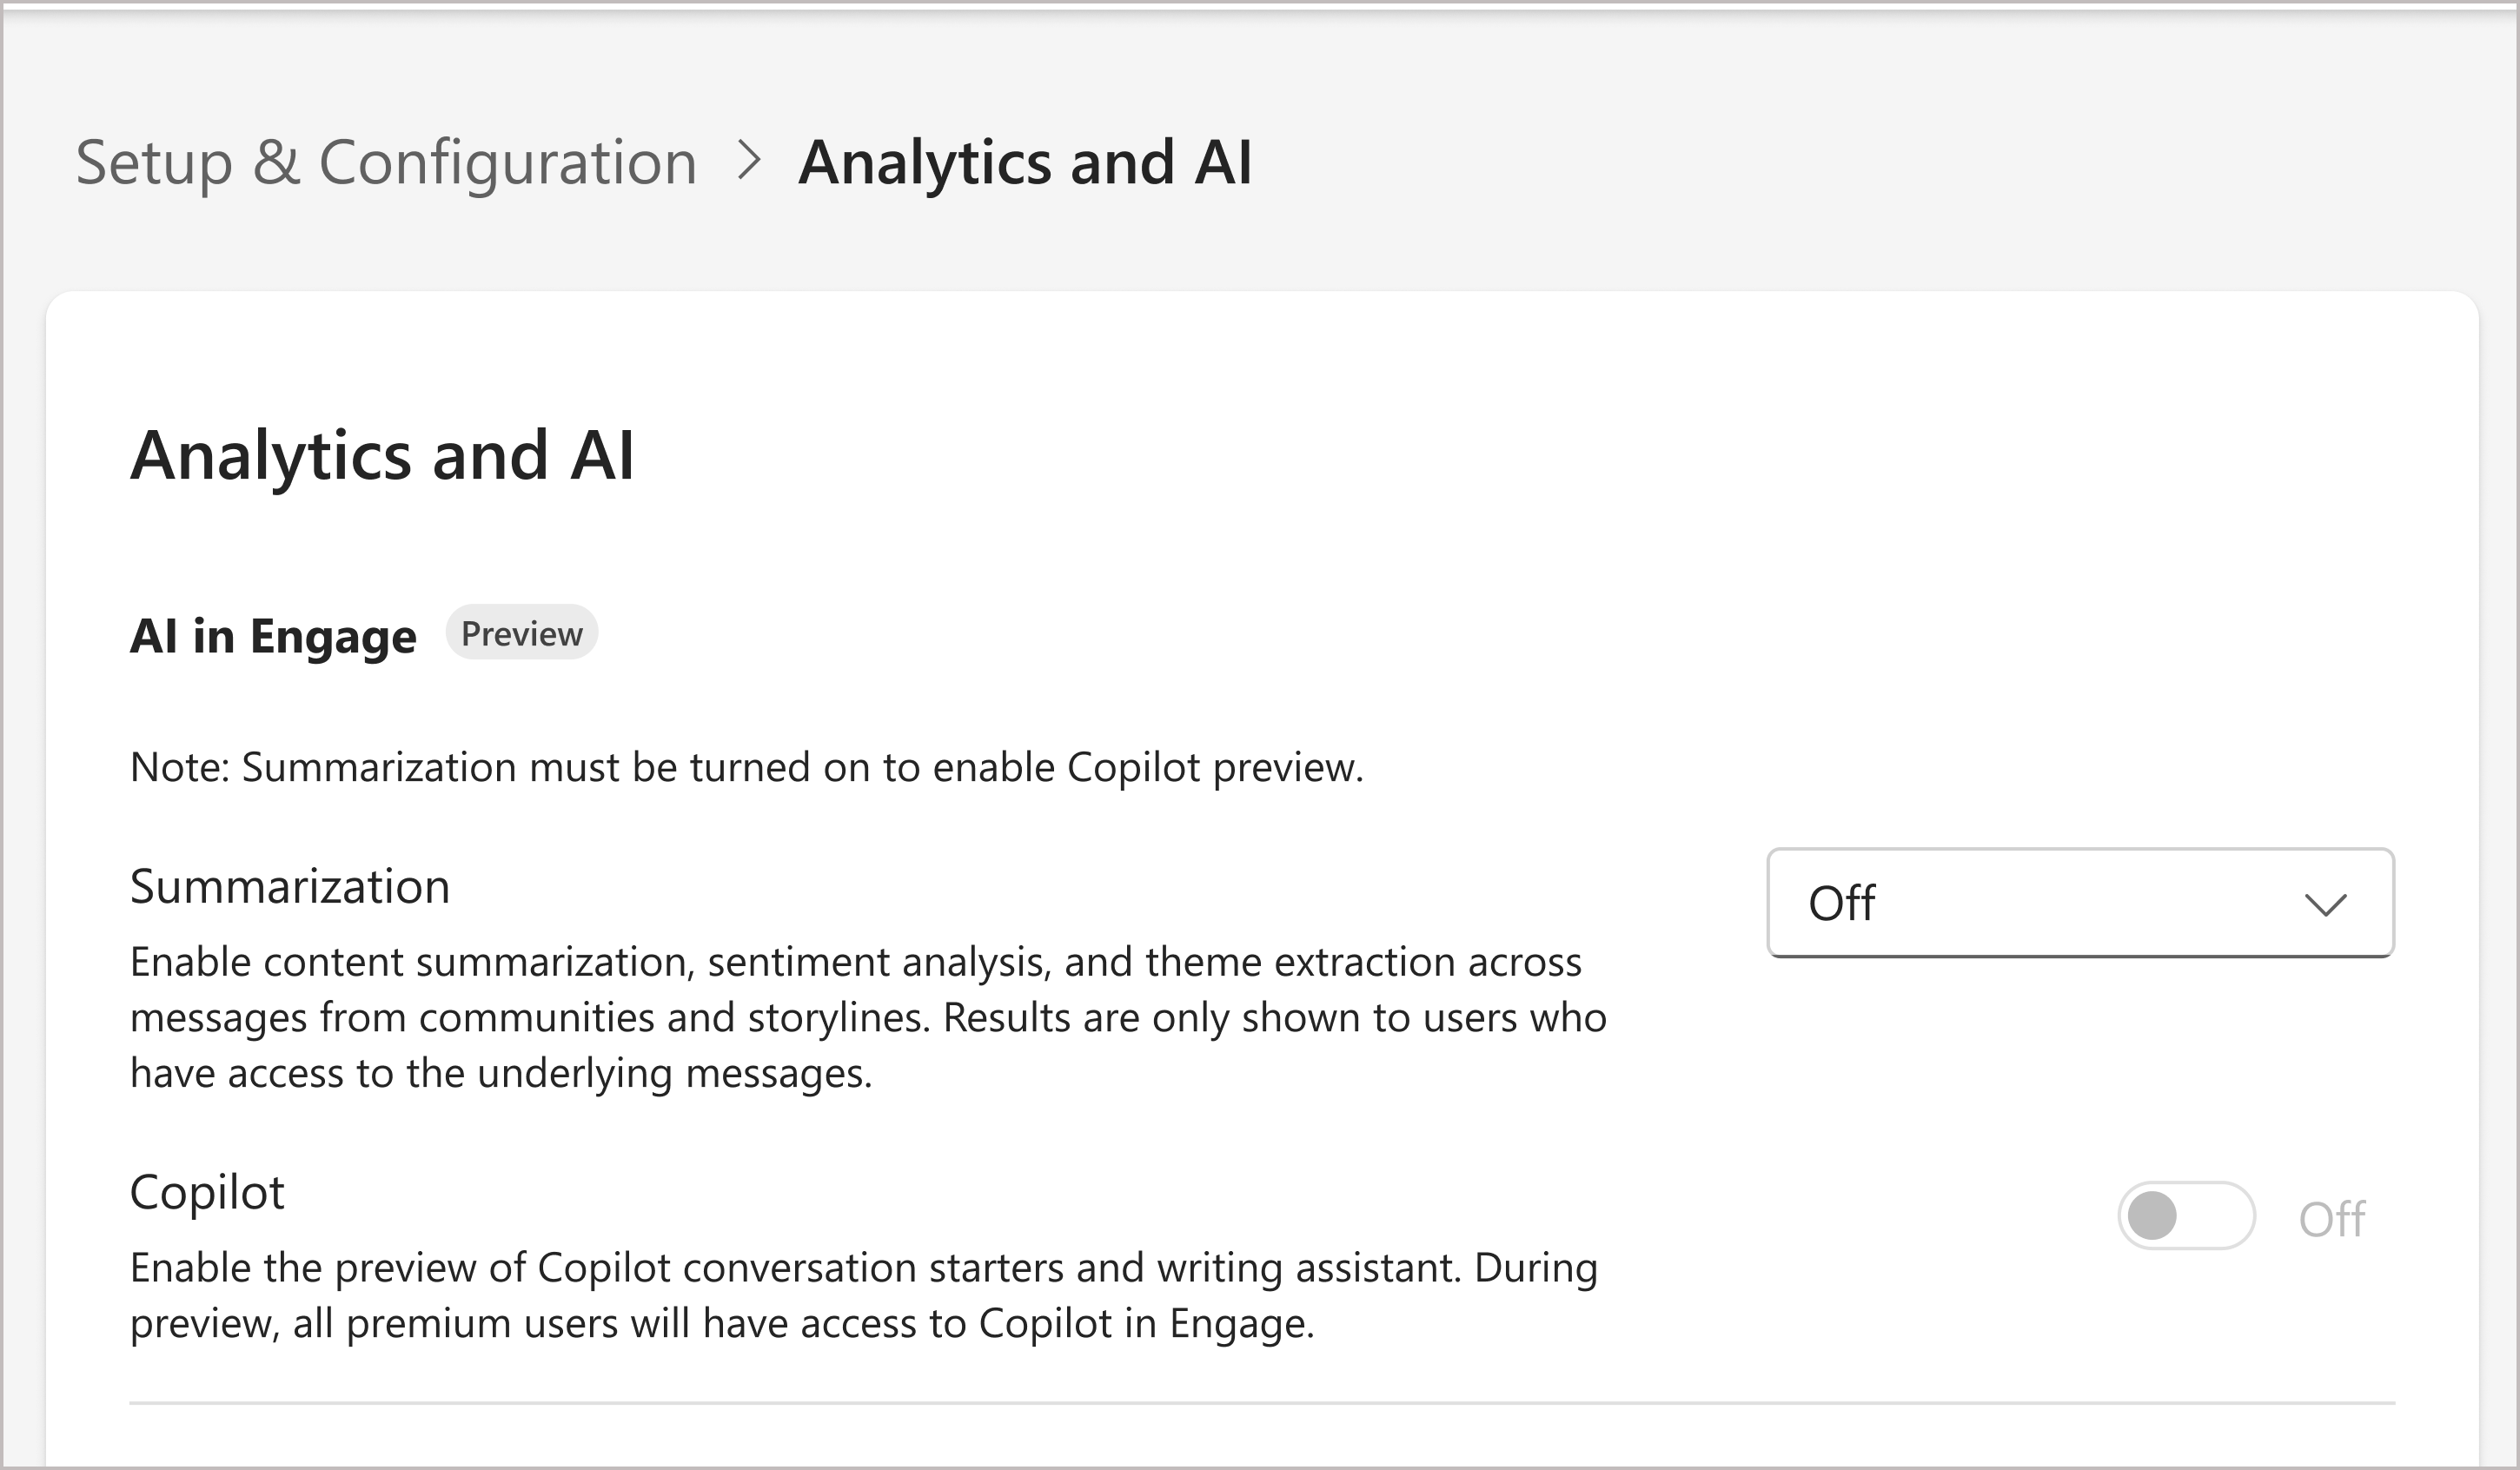 Setup & Configuration > Analytics and AI
Analytics and AI
AI in Engage Preview
Note: Summarization must be turned on to enable Copilot preview.
Summarization
Off
Enable content summarization, sentiment analysis, and theme extraction across
messages from communities and storylines. Results are only shown to users who
have access to the underlying messages.
Copilot
Off
Enable the preview of Copilot conversation starters and writing assistant. During
preview, all premium users will have access to Copilot in Engage.